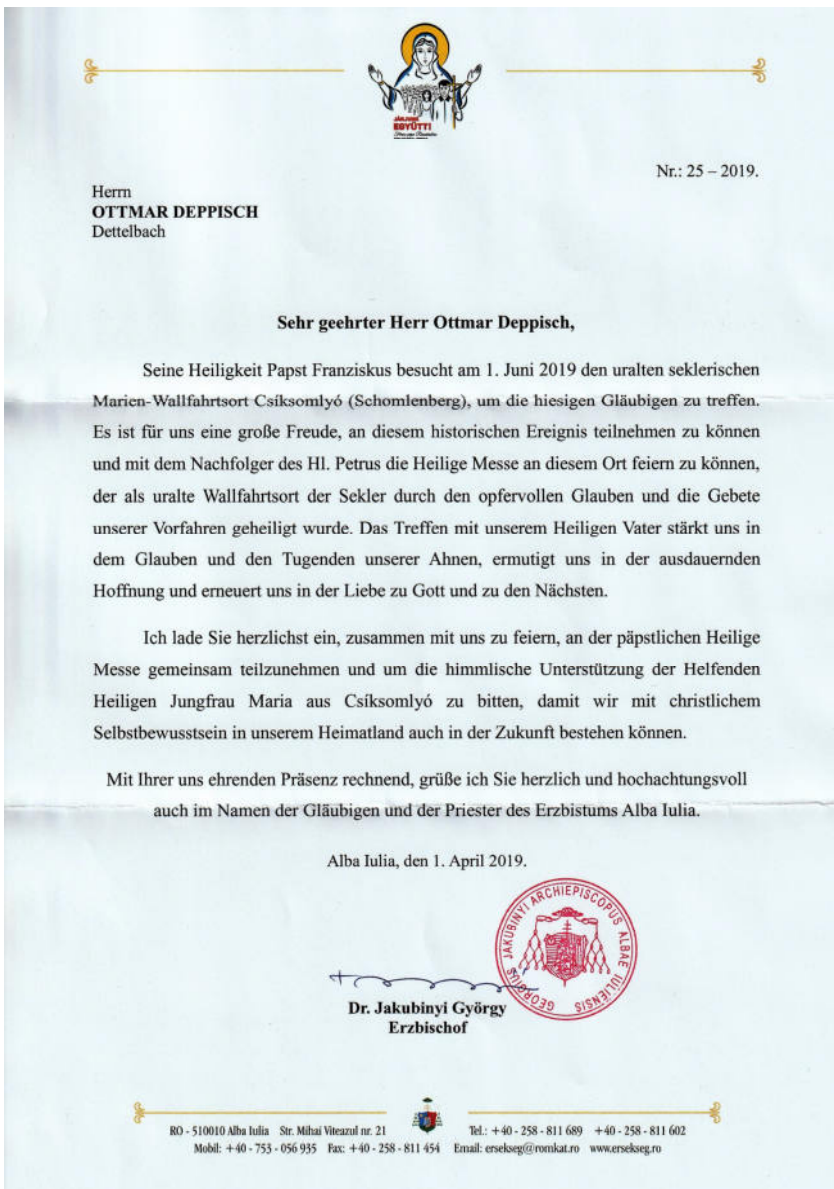 JÁRJUNK
EGYÜTT!
Nr.: 25 – 2019.
Herrn
OTTMAR DEPPISCH
Dettelbach
Sehr geehrter Herr Ottmar Deppisch,
Seine Heiligkeit Papst Franziskus besucht am 1. Juni 2019 den uralten seklerischen
Marien-Wallfahrtsort Csíksomlyó (Schomlenberg), um die hiesigen Gläubigen zu treffen.
Es ist für uns eine große Freude, an diesem historischen Ereignis teilnehmen zu können
und mit dem Nachfolger des Hl. Petrus die Heilige Messe an diesem Ort feiern zu können,
der als uralte Wallfahrtsort der Sekler durch den opfervollen Glauben und die Gebete
unserer Vorfahren geheiligt wurde. Das Treffen mit unserem Heiligen Vater stärkt uns in
dem Glauben und den Tugenden unserer Ahnen, ermutigt uns in der ausdauernden
Hoffnung und erneuert uns in der Liebe zu Gott und zu den Nächsten.
Ich lade Sie herzlichst ein, zusammen mit uns zu feiern, an der päpstlichen Heilige
Messe gemeinsam teilzunehmen und um die himmlische Unterstützung der Helfenden
Heiligen Jungfrau Maria aus Csíksomlyó zu bitten, damit wir mit christlichem
Selbstbewusstsein in unserem Heimatland auch in der Zukunft bestehen können.
Mit Ihrer uns ehrenden Präsenz rechnend, grüße ich Sie herzlich und hochachtungsvoll
auch im Namen der Gläubigen und der Priester des Erzbistums Alba Iulia.
Alba Iulia, den 1. April 2019.
GEORGIUS JAKUBINYI ARCHIEPISCOPUS ALBAE IULIENSIS
Dr. Jakubinyi György
Erzbischof
RO - 510010 Alba Iulia Str. Mihai Viteazul nr. 21 Tel.: +40 - 258 - 811 689 +40 - 258 - 811 602
Mobil: +40 - 753 - 056 935 Fax: +40 - 258 - 811 454 Email: ersekseg@romkat.ro www.ersekseg.ro